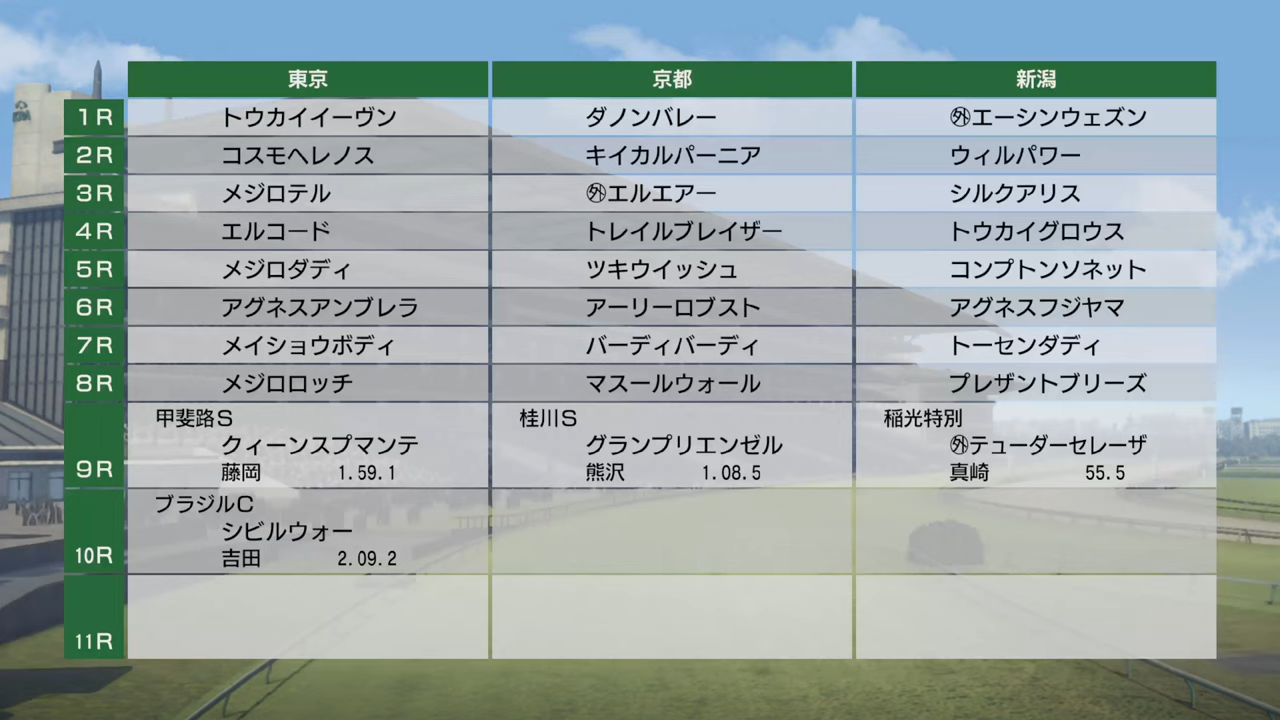 東京 京都 新潟
1R トウカイイーヴン ダノンバレー ㊕エーシンウェズン
2R コスモヘレノス キイカルパーニア ウィルパワー
3R メジロテル ㊕エルエアー シルクアリス
4R エルコード トレイルブレイザー トウカイグロウス
5R メジロダディ ツキウイッシュ コンプトンソネット
6R アグネスアンブレラ アーリーロブスト アグネスフジヤマ
7R メイショウボディ バーディバーディ トーセンダディ
8R メジロロッチ マスールウォール プレザントブリーズ
甲斐路S 桂川S 稲光特別
クィーンスプマンテ グランプリエンゼル 外テューダーセレーザ
9R 藤岡 1.59.1 熊沢 1.08.5 真崎 55.5
ブラジルC
シビルウォー
10R 吉田 2.09.2
11R